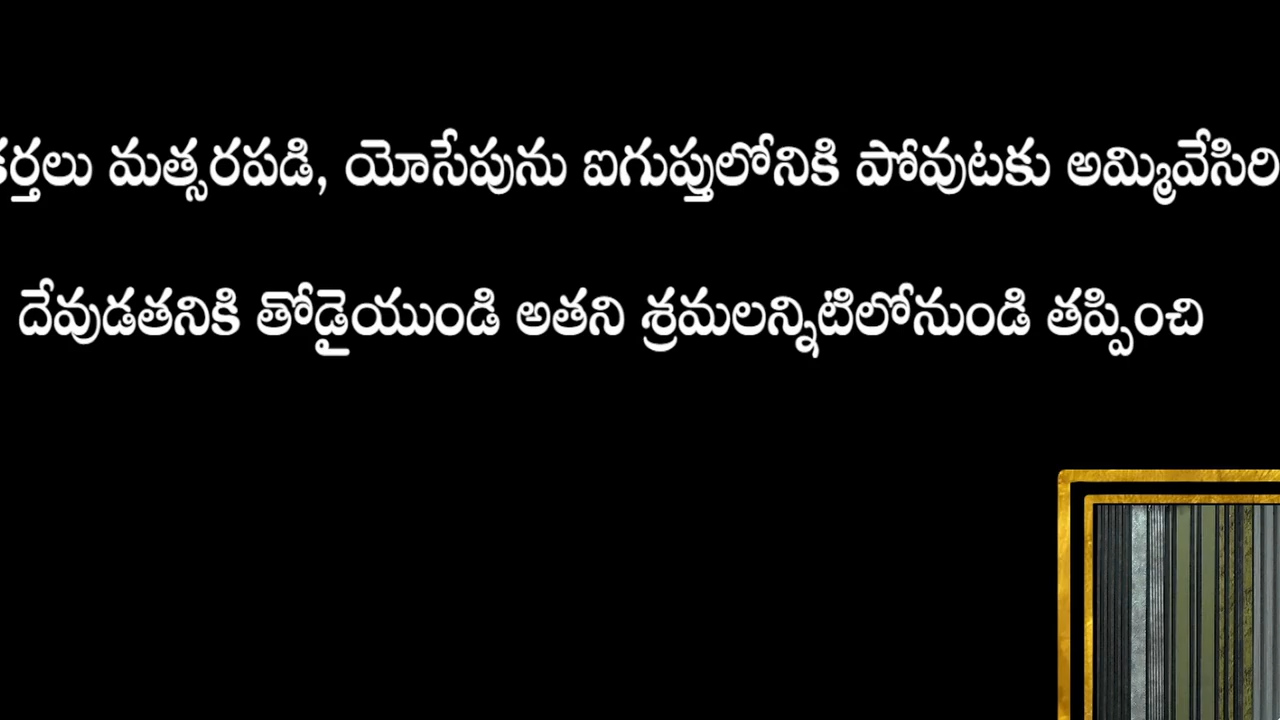 కర్తలు మత్సరపడి, యోసేపును ఐగుప్తులోనికి పోవుటకు అమ్మివేసిరి
దేవుడతనికి తోడైయుండి అతని శ్రమలన్నిటిలోనుండి తప్పించి